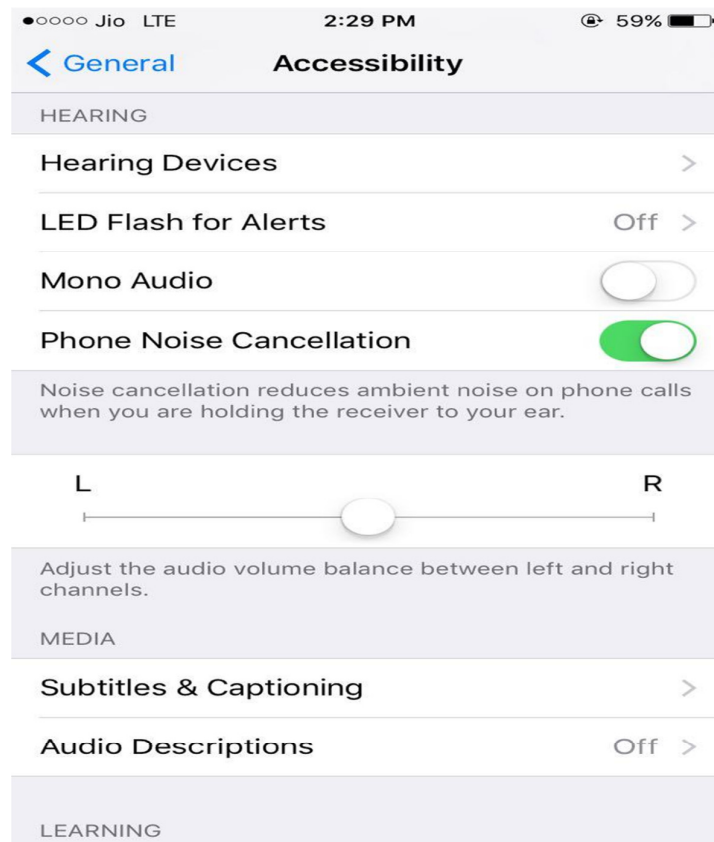 Jio LTE 2:29 PM 59%
General Accessibility
HEARING
Hearing Devices
LED Flash for Alerts Off
Mono Audio
Phone Noise Cancellation
Noise cancellation reduces ambient noise on phone calls
when you are holding the receiver to your ear.
L R
Adjust the audio volume balance between left and right
channels.
MEDIA
Subtitles & Captioning
Audio Descriptions Off
LEARNING